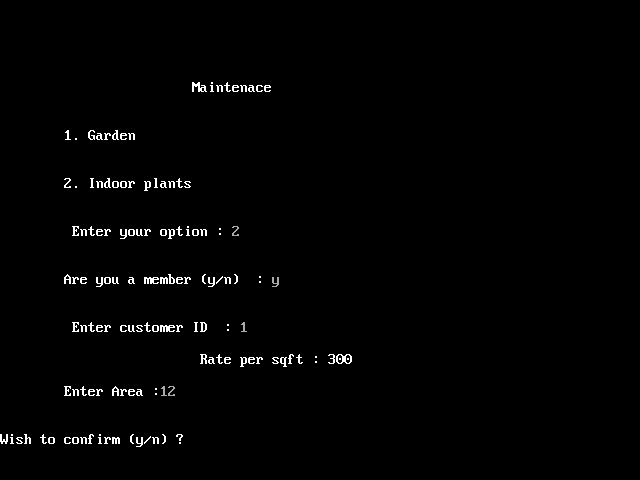 Maintenace
1. Garden
2. Indoor plants
Enter your option : 2
Are you a member (y/n)  : y
Enter customer ID  : 1
Rate per sqft : 300
Enter Area :12
Wish to confirm (y/n) ?